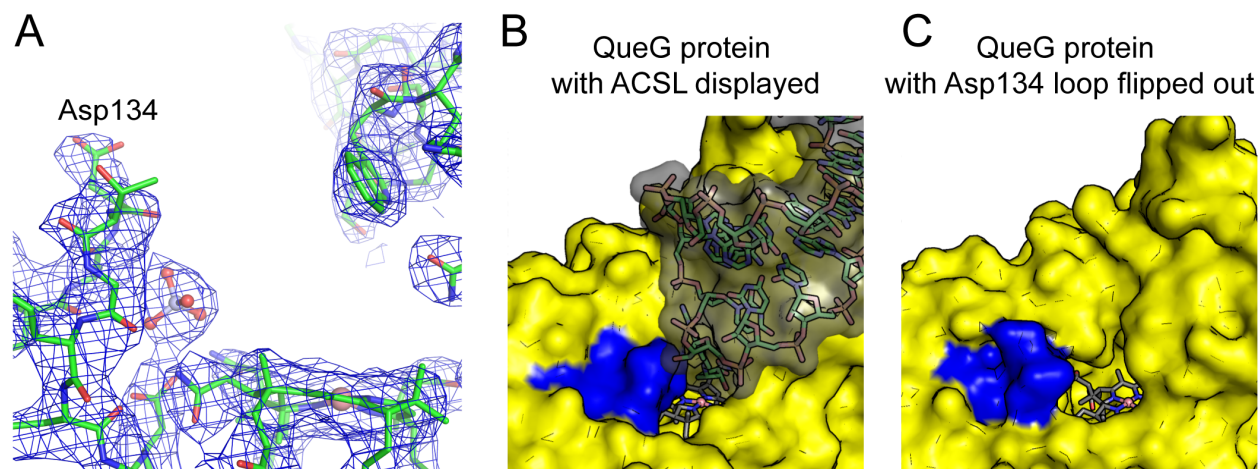 A
Asp134
B
QueG protein
with ACSL displayed
C
QueG protein
with Asp134 loop flipped out